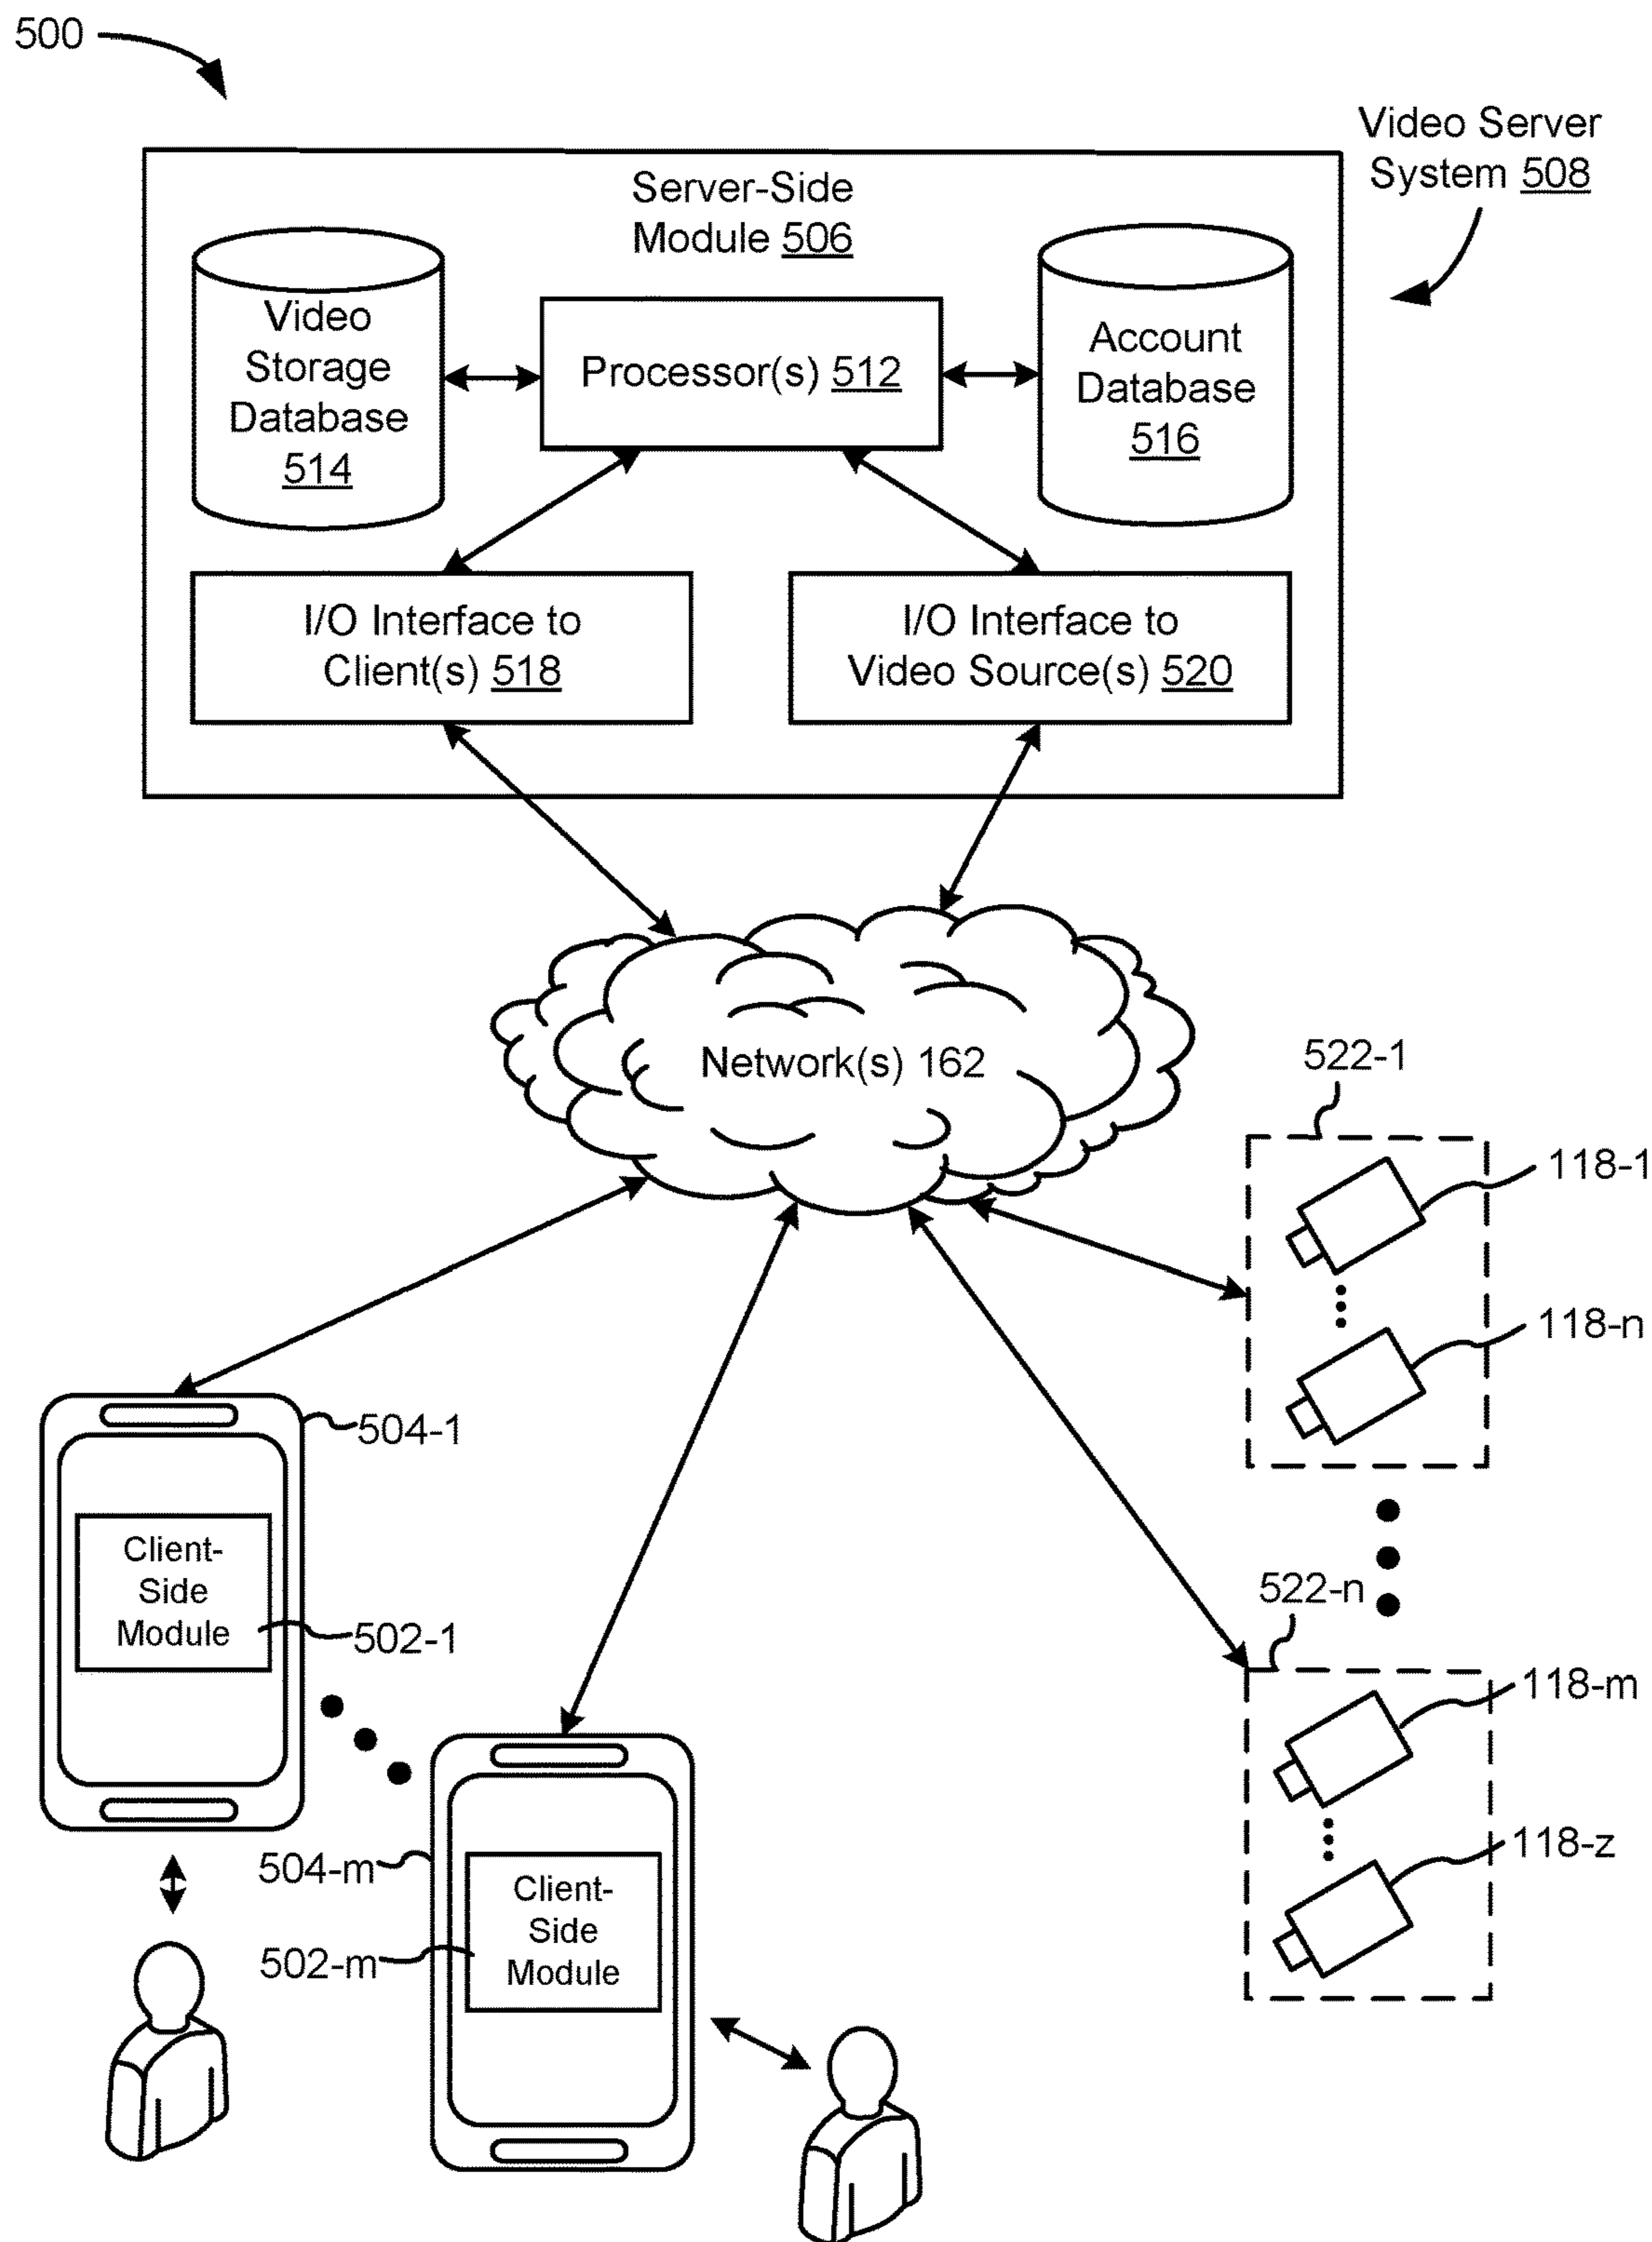 500
Video Server
System 508
Server-Side
Module 506
Video
Storage
Database
514
Processor(s) 512
Account
Database
516
I/O Interface to
Client(s) 518
I/O Interface to
Video Source(s) 520
Network(s) 162
522-1
118-1
118-n
504-1
Client-
Side
Module
502-1
522-n
118-m
118-z
504-m
Client-
Side
Module
502-m